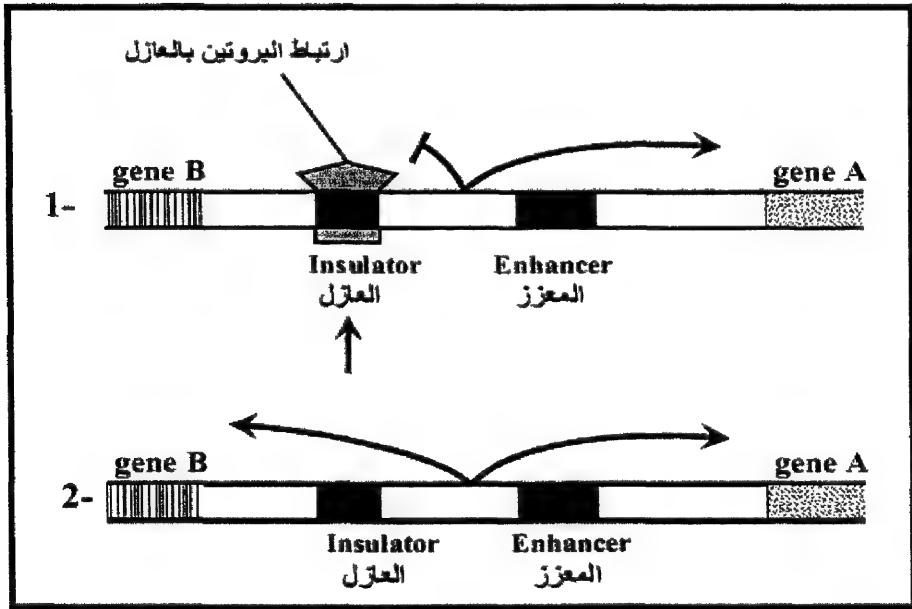 ارتباط البروتين بالعازل
gene B
gene A
1-
Insulator
Enhancer
العازل
المعزز
gene B
gene A
2-
Insulator
Enhancer
العازل
المعزز